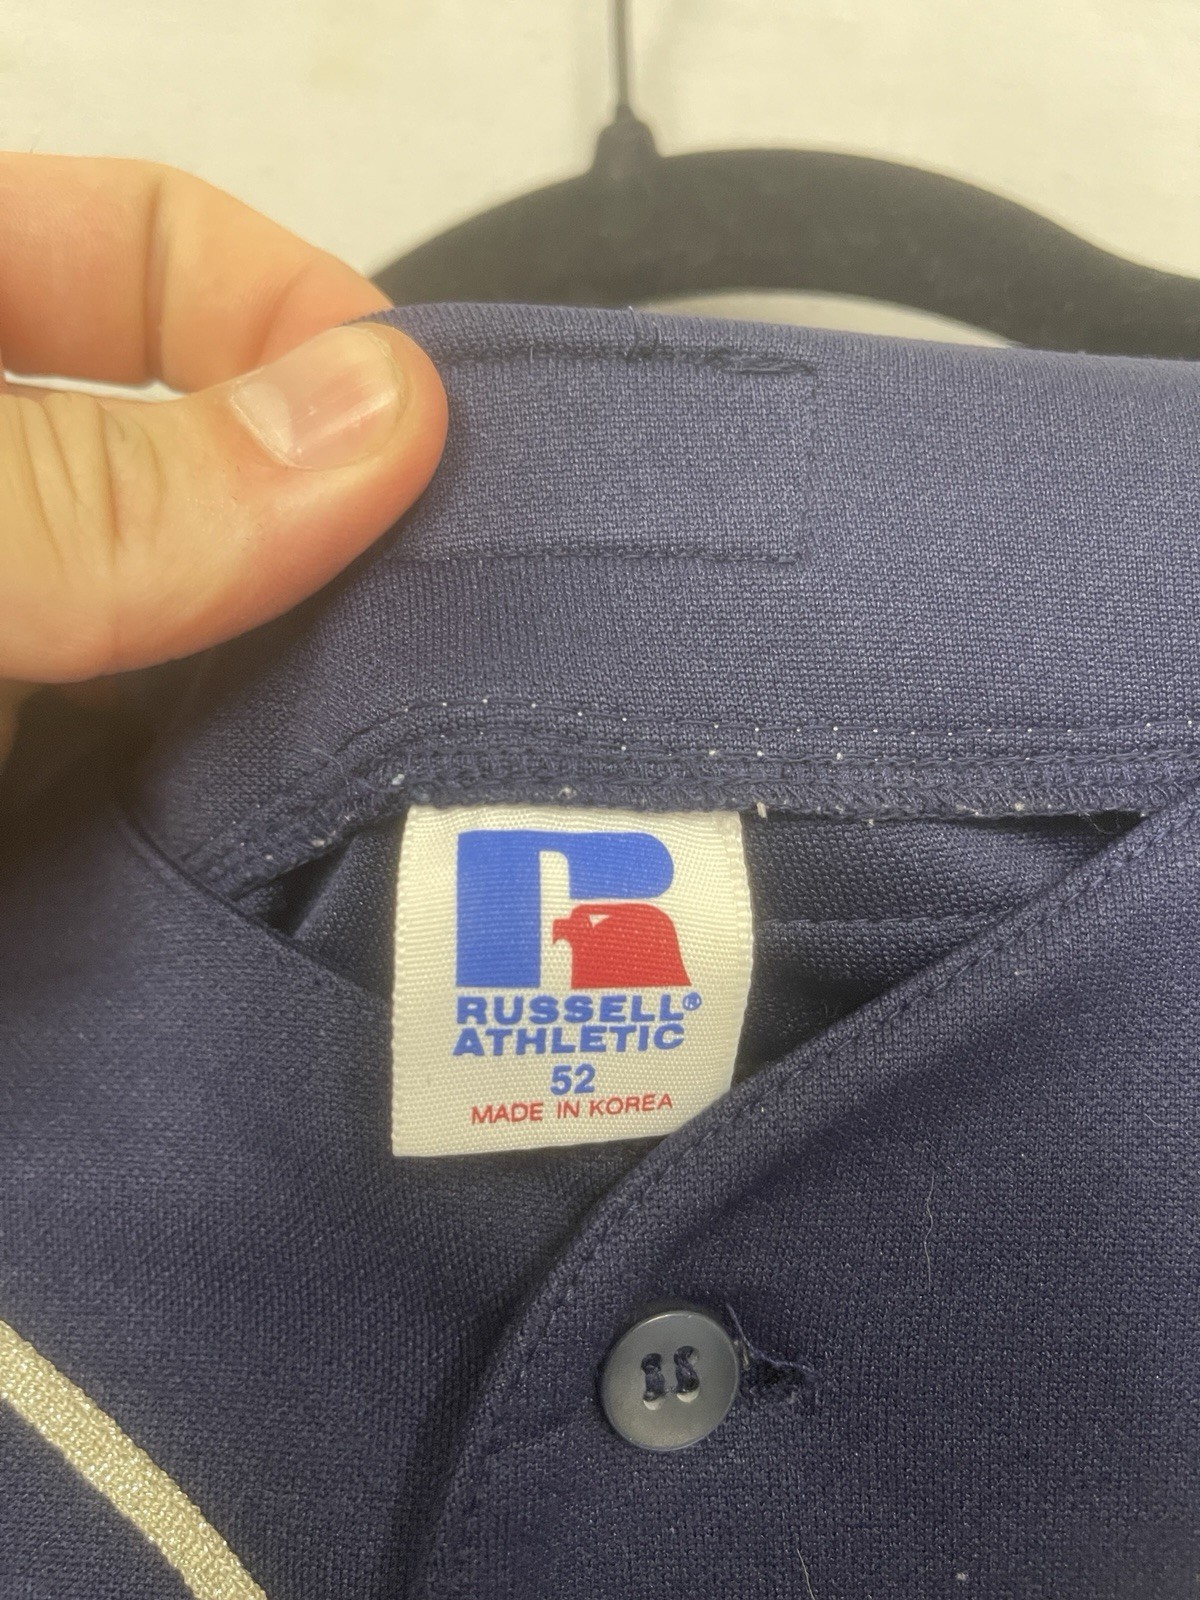 RUSSELL®
ATHLETIC
52
MADE IN KOREA